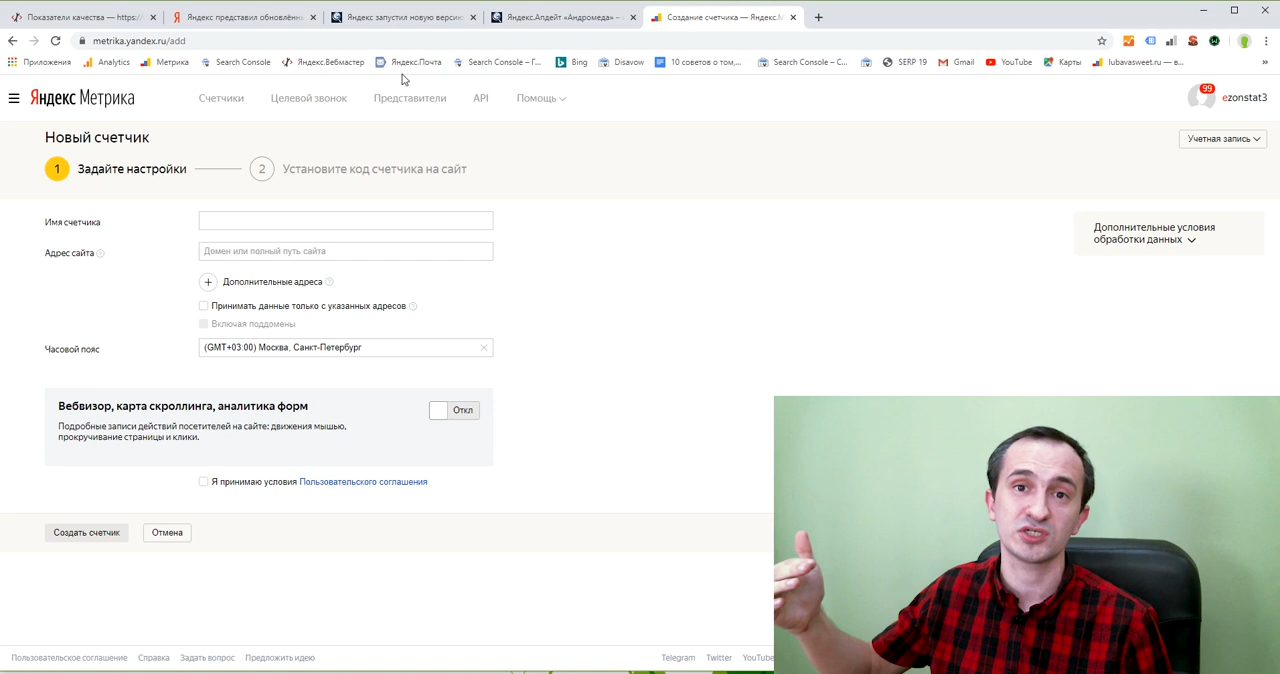 Показатели качества — https://
Яндекс представил обновлённ
Яндекс запустил новую версию
Яндекс.Апдейт «Андромеда» –
Создание счетчика — Яндекс.М
metrika.yandex.ru/add
Приложения
Analytics
Метрика
Search Console
Яндекс.Вебмастер
Яндекс.Почта
Search Console – Г...
Bing
Disavow
10 советов о том,...
Search Console – С...
SERP 19
Gmail
YouTube
Карты
lubavasweet.ru — в...
»
Яндекс Метрика
Счетчики
Целевой звонок
Представители
API
Помощь
99
ezonstat3
Новый счетчик
Учетная запись
1 Задайте настройки
2 Установите код счетчика на сайт
Имя счетчика
Адрес сайта ?
Домен или полный путь сайта
Дополнительные условия
обработки данных
+ Дополнительные адреса ?
Принимать данные только с указанных адресов ?
Включая поддомены
Часовой пояс
(GMT+03:00) Москва, Санкт-Петербург
Вебвизор, карта скроллинга, аналитика форм
Откл
Подробные записи действий посетителей на сайте: движения мышью,
прокручивание страницы и клики.
Я принимаю условия Пользовательского соглашения
Создать счетчик
Отмена
Пользовательское соглашение
Справка
Задать вопрос
Предложить идею
Telegram
Twitter
YouTube